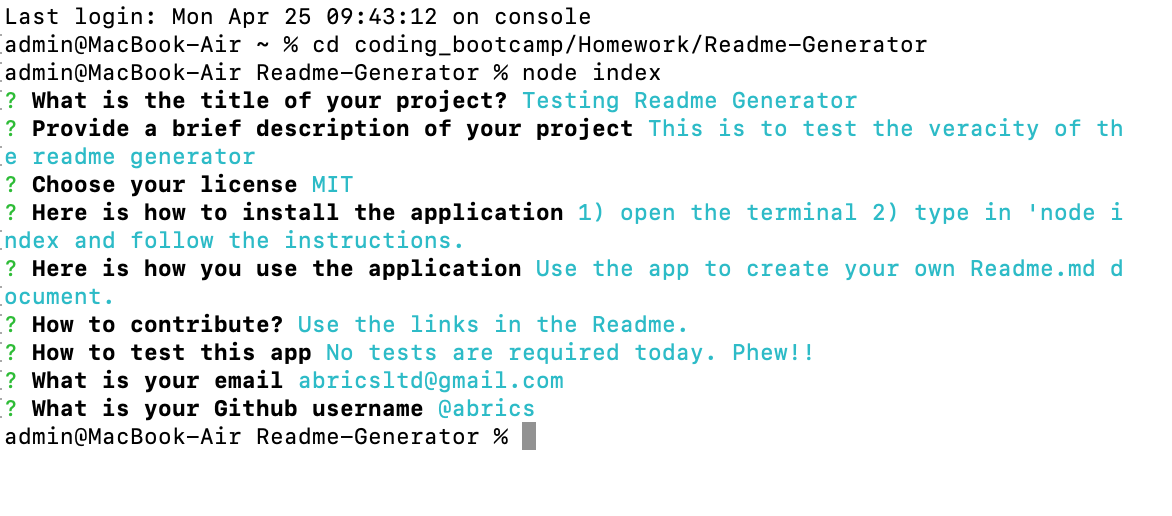 Last login: Mon Apr 25 09:43:12 on console
admin@MacBook-Air ~ % cd coding_bootcamp/Homework/Readme-Generator
admin@MacBook-Air Readme-Generator % node index
? What is the title of your project? Testing Readme Generator
? Provide a brief description of your project This is to test the veracity of th
e readme generator
? Choose your license MIT
? Here is how to install the application 1) open the terminal 2) type in 'node i
ndex and follow the instructions.
? Here is how you use the application Use the app to create your own Readme.md d
ocument.
? How to contribute? Use the links in the Readme.
? How to test this app No tests are required today. Phew!!
? What is your email abricsltd@gmail.com
? What is your Github username @abrics
admin@MacBook-Air Readme-Generator %